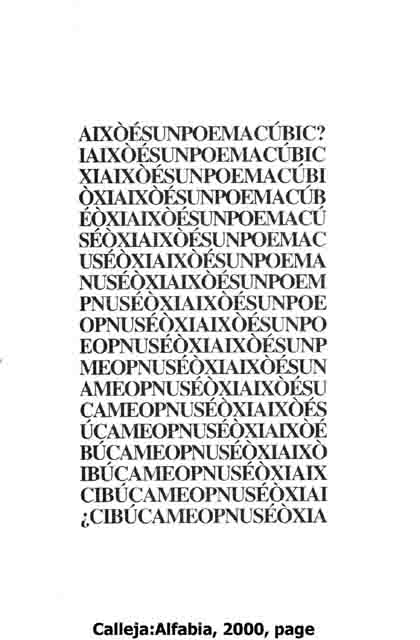 AIXÒÉSUNPOEMACÚBIC?
IAIXÒÉSUNPOEMACÚBIC
XIAIXÒÉSUNPOEMACÚBI
ÒXIAIXÒÉSUNPOEMACÚB
ÉÒXIAIXÒÉSUNPOEMACÚ
SÉÒXIAIXÒÉSUNPOEMAC
USÉÒXIAIXÒÉSUNPOEMA
NUSÉÒXIAIXÒÉSUNPOEM
PNUSÉÒXIAIXÒÉSUNPOE
OPNUSÉÒXIAIXÒÉSUNPO
EOPNUSÉÒXIAIXÒÉSUNP
MEOPNUSÉÒXIAIXÒÉSUN
AMEOPNUSÉÒXIAIXÒÉSU
CAMEOPNUSÉÒXIAIXÒÉS
ÚCAMEOPNUSÉÒXIAIXÒÉ
BÚCAMEOPNUSÉÒXIAIXÒ
IBÚCAMEOPNUSÉÒXIAIX
CIBÚCAMEOPNUSÉÒXIAI
¿CIBÚCAMEOPNUSÉÒXIA
Calleja:Alfabia, 2000, page